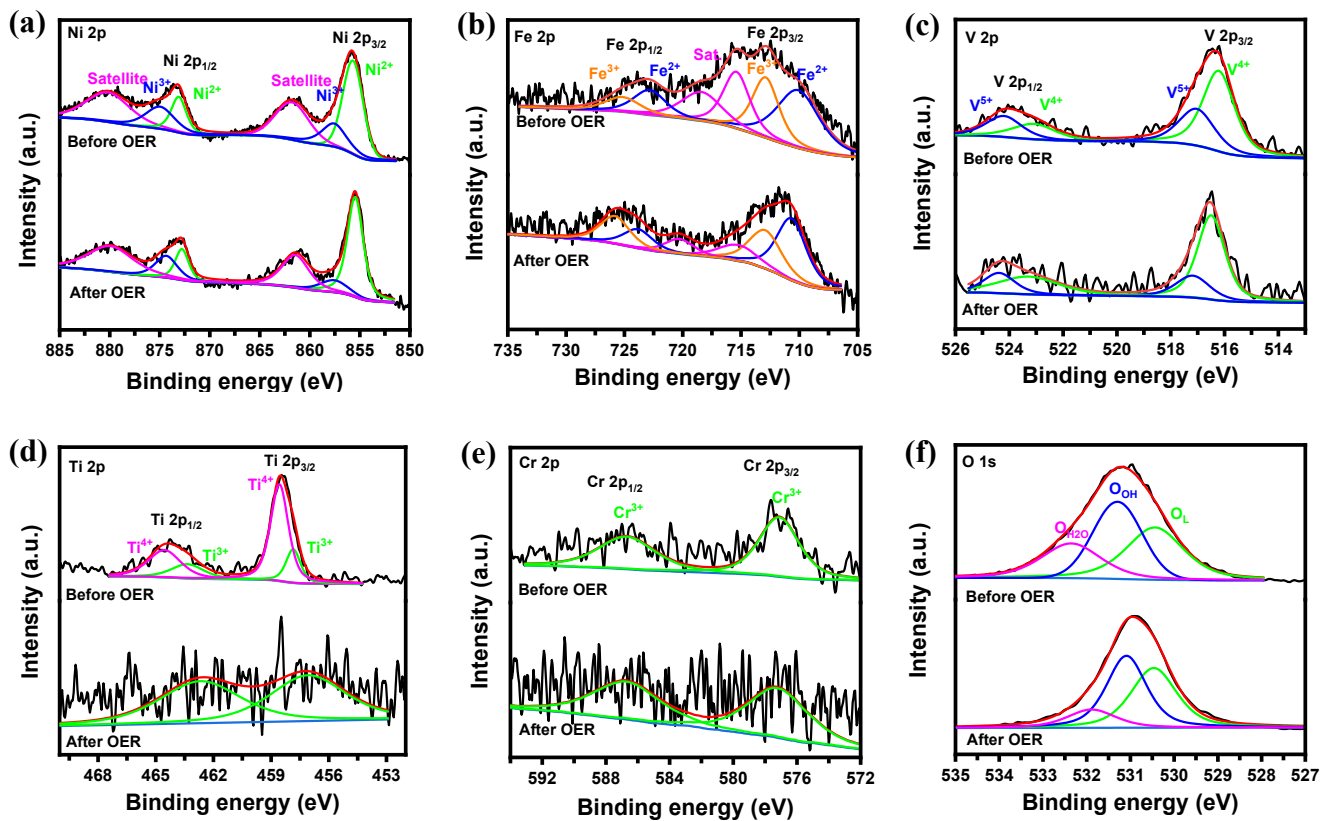 (a)
Ni 2p
Ni 2p1/2
Ni 2p3/2
Satellite
Ni3+
Ni2+
Satellite
Ni3+
Ni2+
Before OER
After OER
Intensity (a.u.)
885 880 875 870 865 860 855 850
Binding energy (eV)
(b)
Fe 2p
Fe 2p1/2
Sat
Fe 2p3/2
Fe3+
Fe2+
Fe3+
Fe2+
Before OER
After OER
Intensity (a.u.)
735 730 725 720 715 710 705
Binding energy (eV)
(c)
V 2p
V 2p3/2
V4+
V 2p1/2
V5+
V5+
V4+
Before OER
After OER
Intensity (a.u.)
526 524 522 520 518 516 514
Binding energy (eV)
(d)
Ti 2p
Ti 2p3/2
Ti4+
Ti 2p1/2
Ti4+
Ti3+
Ti3+
Before OER
After OER
Intensity (a.u.)
468 465 462 459 456 453
Binding energy (eV)
(e)
Cr 2p
Cr 2p3/2
Cr 2p1/2
Cr3+
Cr3+
Before OER
After OER
Intensity (a.u.)
592 588 584 580 576 572
Binding energy (eV)
(f)
O 1s
OOH
OL
OH2O
Before OER
After OER
Intensity (a.u.)
535 534 533 532 531 530 529 528 527
Binding energy (eV)